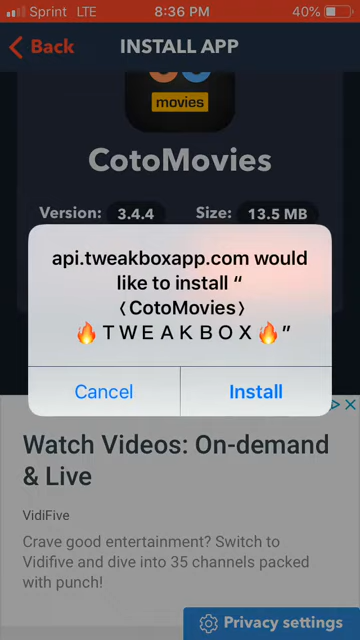 Sprint LTE 8:36 PM 40%
Back INSTALL APP
movies
CotoMovies
Version: 3.4.4 Size: 13.5 MB
api.tweakboxapp.com would
like to install “
⟨CotoMovies⟩
🔥T W E A K B O X🔥”
Cancel Install
Watch Videos: On-demand
& Live
VidiFive
Crave good entertainment? Switch to
Vidifive and dive into 35 channels packed
with punch!
Privacy settings